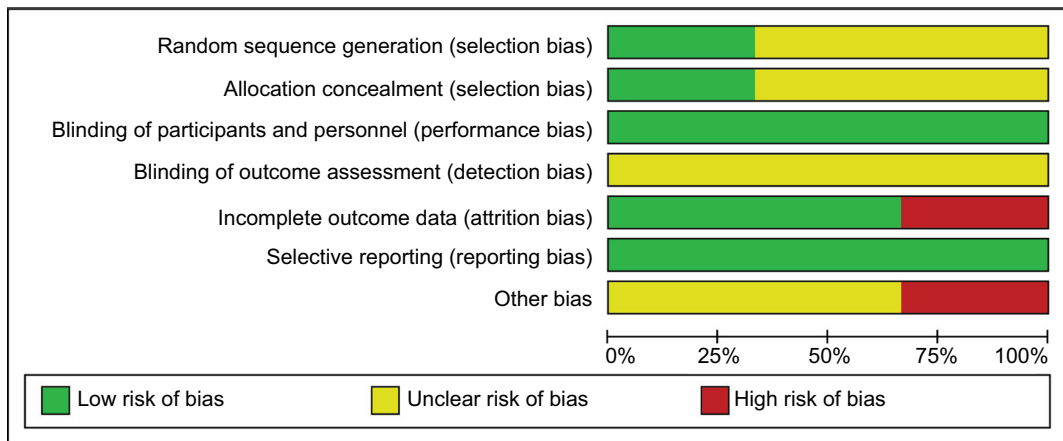 Random sequence generation (selection bias)
Allocation concealment (selection bias)
Blinding of participants and personnel (performance bias)
Blinding of outcome assessment (detection bias)
Incomplete outcome data (attrition bias)
Selective reporting (reporting bias)
Other bias
0% 25% 50% 75% 100%
Low risk of bias Unclear risk of bias High risk of bias